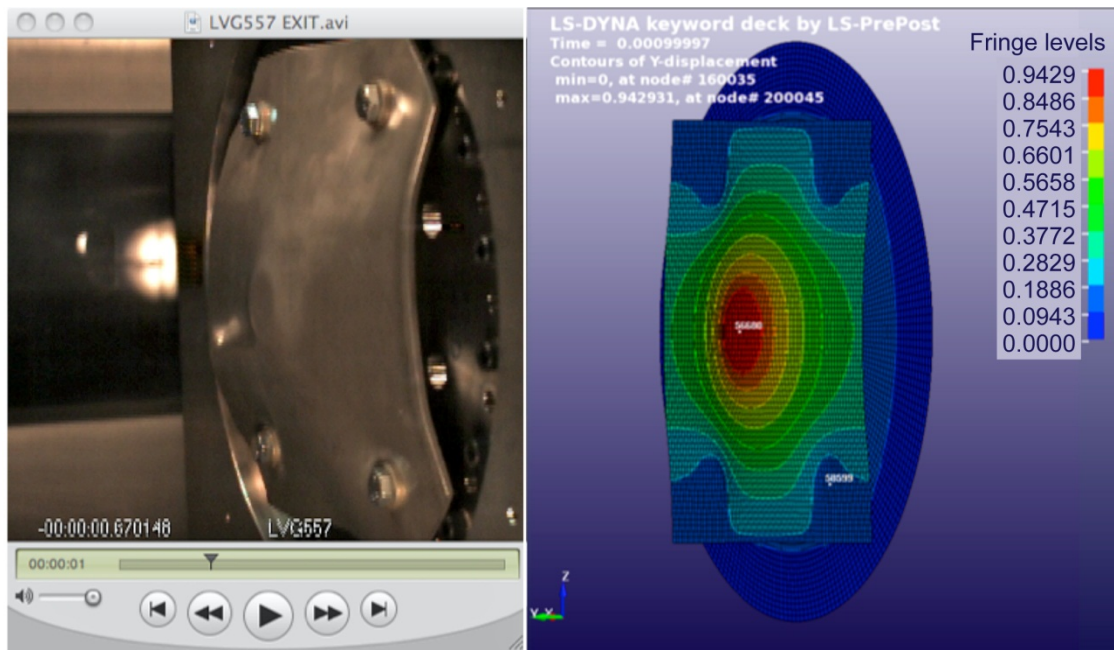 LVG557 EXIT.avi
-00:00:00.670148
LVG557
00:00:01
LS-DYNA keyword deck by LS-PrePost
Time = 0.00099997
Contours of Y-displacement
min=0, at node# 160035
max=0.942931, at node# 200045
Fringe levels
0.9429
0.8486
0.7543
0.6601
0.5658
0.4715
0.3772
0.2829
0.1886
0.0943
0.0000
56680
58599
Z
Y
X